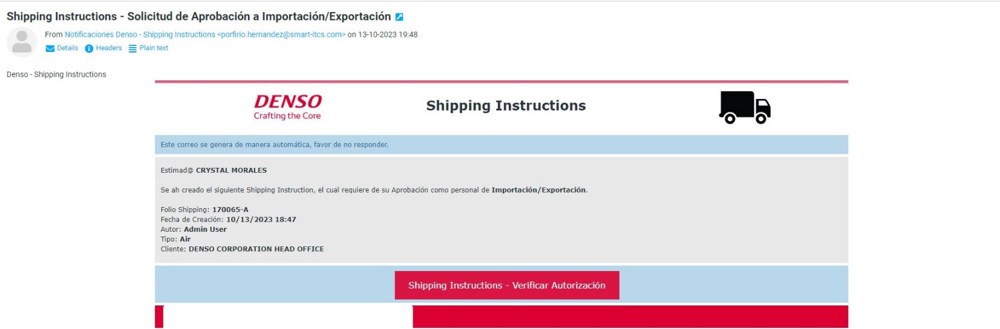 Shipping Instructions - Solicitud de Aprobación a Importación/Exportación
From Notificaciones Denso - Shipping Instructions <porfirio.hernandez@smart-itcs.com> on 13-10-2023 19:48
Details Headers Plain text
Denso - Shipping Instructions
DENSO
Crafting the Core
Shipping Instructions
Este correo se genera de manera automática, favor de no responder.
Estimad@ CRYSTAL MORALES
Se ah creado el siguiente Shipping Instruction, el cual requiere de su Aprobación como personal de Importación/Exportación.
Folio Shipping: 170065-A
Fecha de Creación: 10/13/2023 18:47
Autor: Admin User
Tipo: Air
Cliente: DENSO CORPORATION HEAD OFFICE
Shipping Instructions - Verificar Autorización